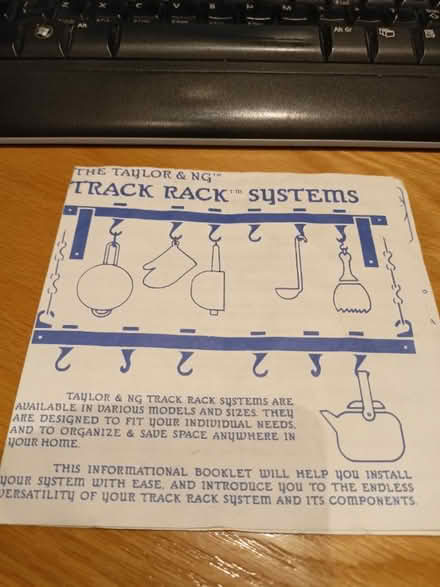 Z X C V B N M
Alt
Alt Gr
THE TAYLOR & NG™
TRACK RACK™ SYSTEMS
TAYLOR & NG TRACK RACK SYSTEMS ARE
AVAILABLE IN VARIOUS MODELS AND SIZES. THEY
ARE DESIGNED TO FIT YOUR INDIVIDUAL NEEDS,
AND TO ORGANIZE & SAVE SPACE ANYWHERE IN
YOUR HOME.
THIS INFORMATIONAL BOOKLET WILL HELP YOU INSTALL
YOUR SYSTEM WITH EASE, AND INTRODUCE YOU TO THE ENDLESS
VERSATILITY OF YOUR TRACK RACK SYSTEM AND ITS COMPONENTS.